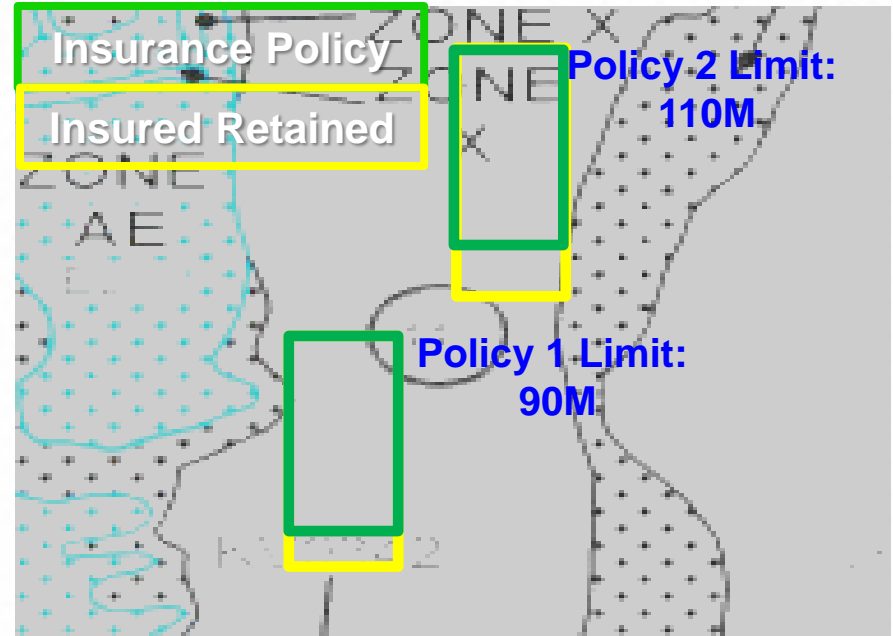 ZONE X
Insurance Policy
ZONE
X
Policy 2 Limit:
110M
Insured Retained
ZONE
AE
Policy 1 Limit:
90M